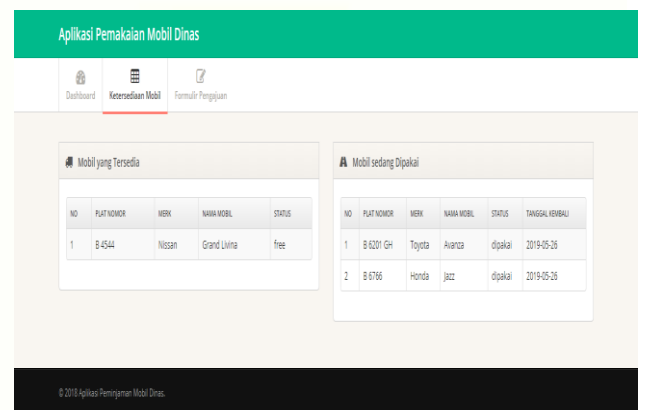 Aplikasi Pemakaian Mobil Dinas
Dashboard Ketersediaan Mobil Formulir Pengajuan
Mobil yang Tersedia
NO PLAT NOMOR MERK NAMA MOBIL STATUS
1 B 4544 Nissan Grand Livina free
Mobil sedang Dipakai
NO PLAT NOMOR MERK NAMA MOBIL STATUS TANGGAL KEMBALI
1 B 6201 GH Toyota Avanza dipakai 2019-05-26
2 B 6766 Honda Jazz dipakai 2019-05-26
© 2018 Aplikasi Peminjaman Mobil Dinas.